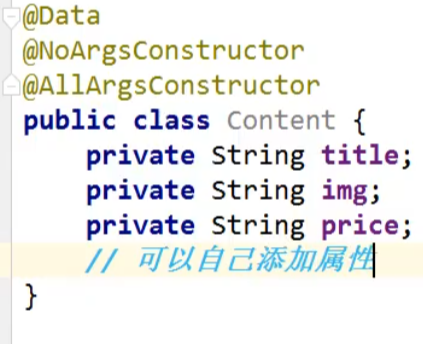 @Data
@NoArgsConstructor
@AllArgsConstructor
public class Content {
    private String title;
    private String img;
    private String price;
    // 可以自己添加属性
}